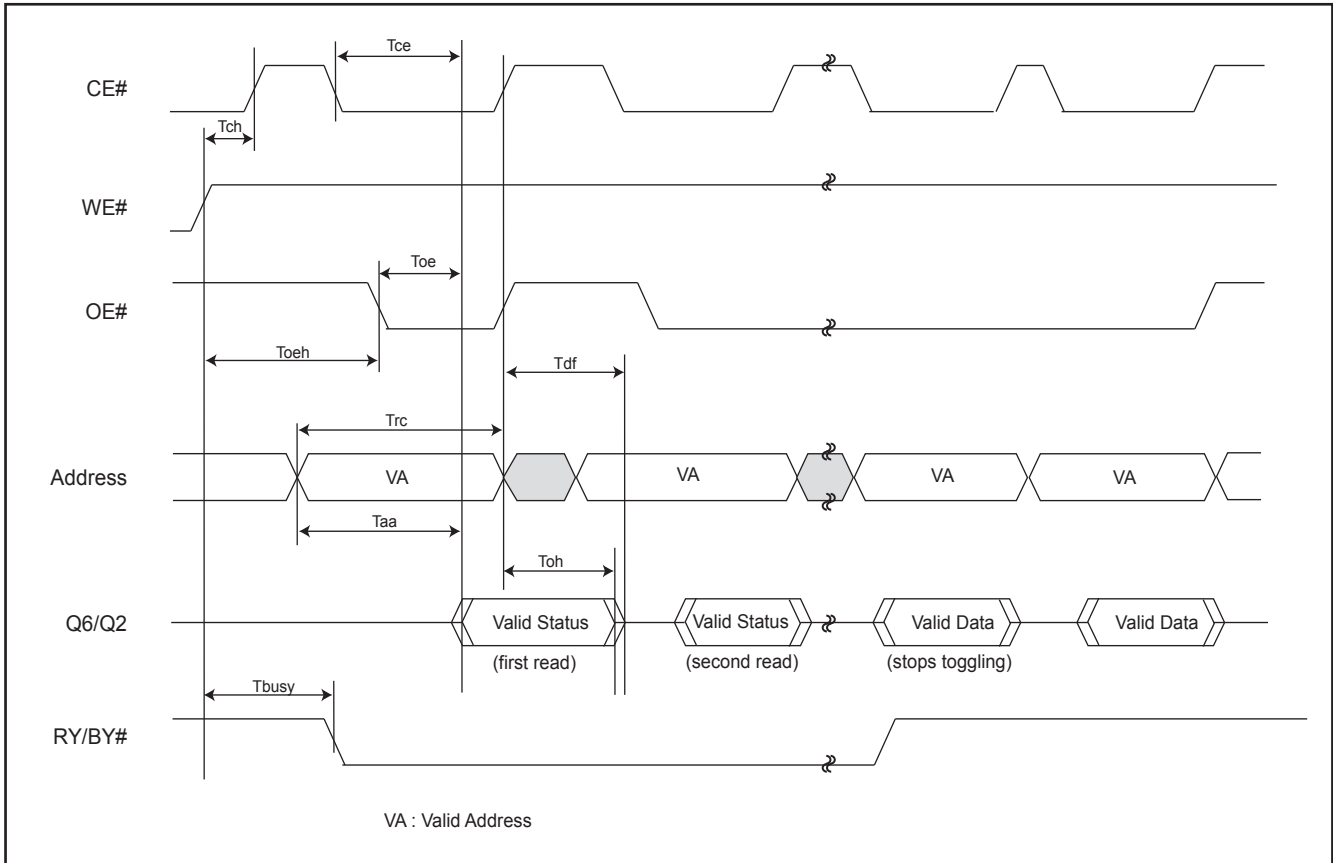 Tce
CE#
Tch
WE#
Toe
OE#
Toeh
Tdf
Trc
Address
VA
VA
VA
VA
Taa
Toh
Q6/Q2
Valid Status
Valid Status
Valid Data
Valid Data
(first read)
(second read)
(stops toggling)
Tbusy
RY/BY#
VA : Valid Address